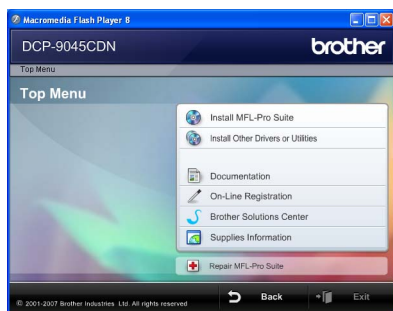 Macromedia Flash Player 8
DCP-9045CDN
brother
Top Menu
Top Menu
Install MFL-Pro Suite
Install Other Drivers or Utilities
Documentation
On-Line Registration
Brother Solutions Center
Supplies Information
Repair MFL-Pro Suite
© 2001-2007 Brother Industries Ltd. All rights reserved
Back
Exit